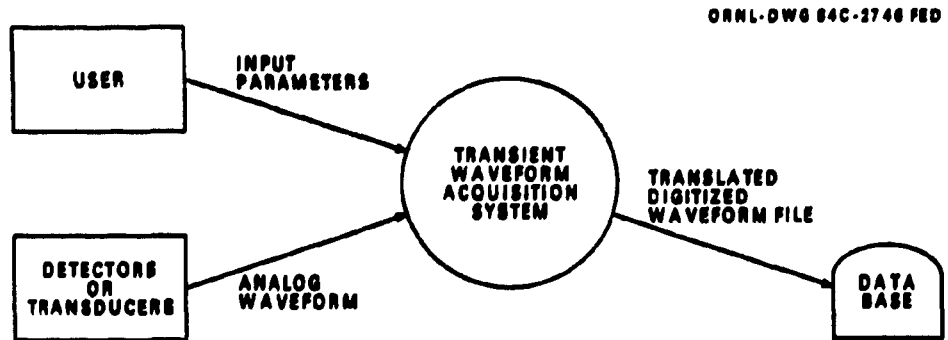 ORNL-DWG 84C-2746 FED
USER
INPUT
PARAMETERS
TRANSIENT
WAVEFORM
ACQUISITION
SYSTEM
TRANSLATED
DIGITIZED
WAVEFORM FILE
DETECTORS
OR
TRANSDUCERS
ANALOG
WAVEFORM
DATA
BASE